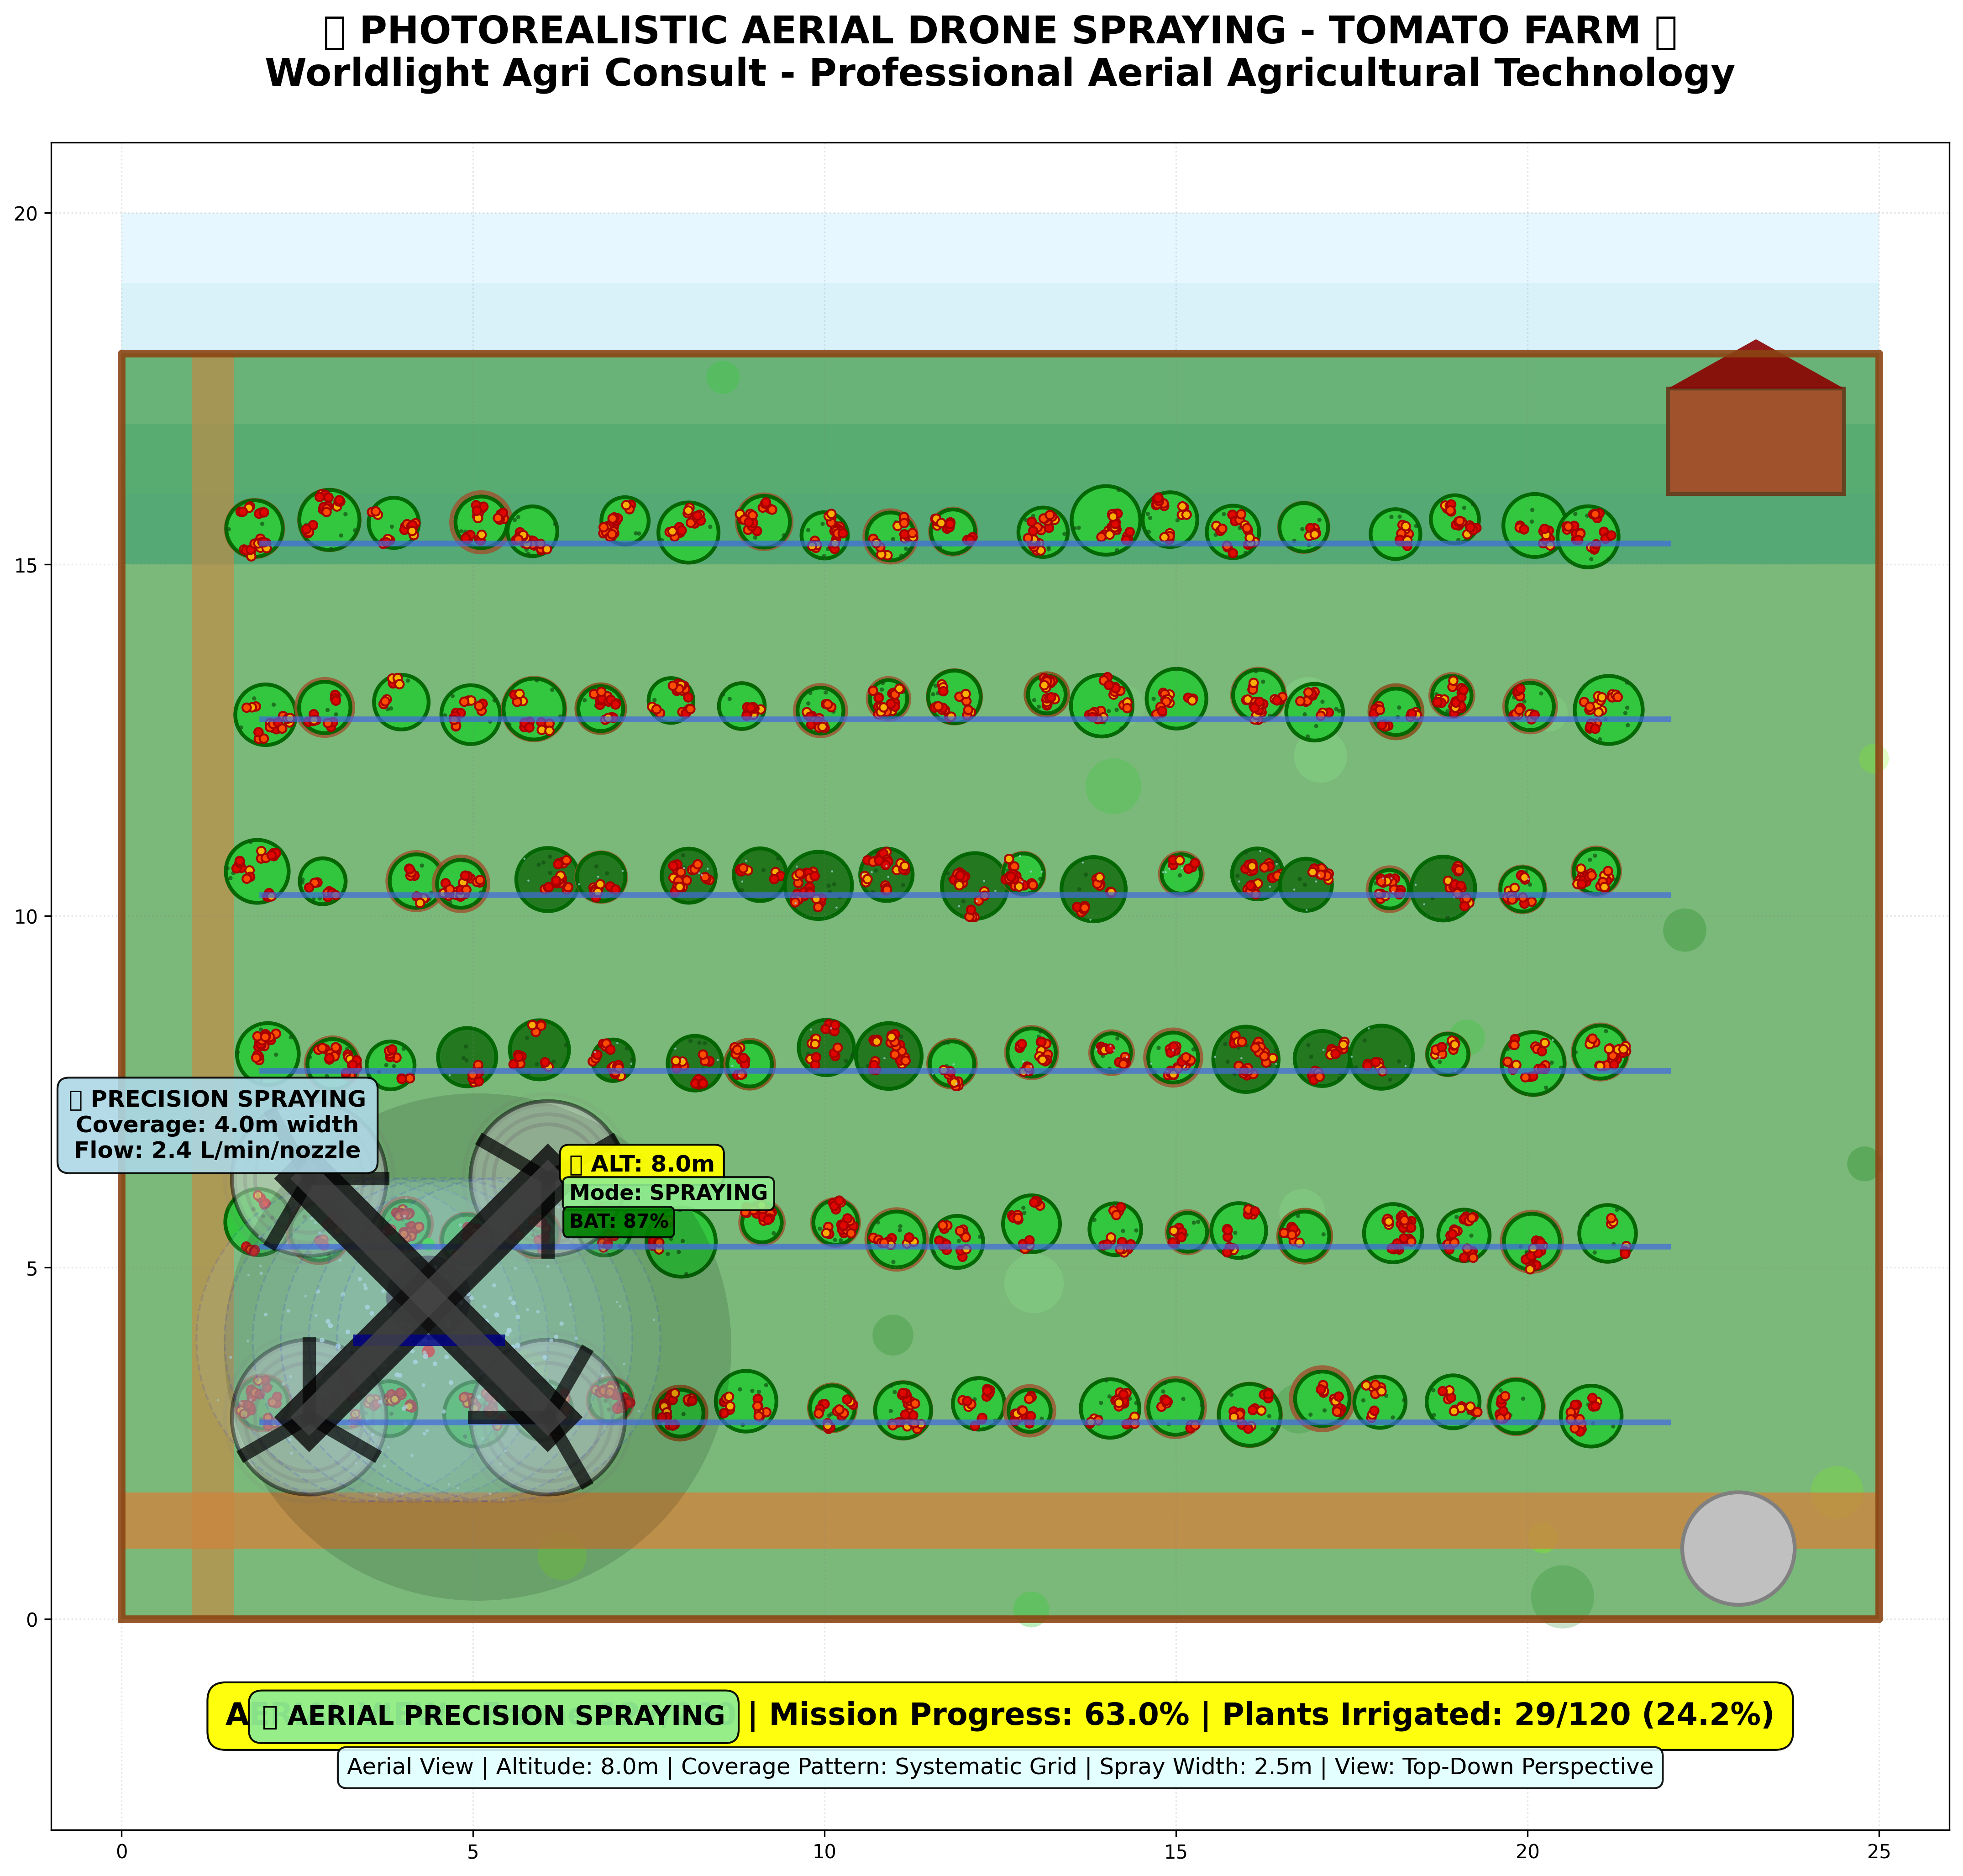 PHOTOREALISTIC AERIAL DRONE SPRAYING - TOMATO FARM
Worldlight Agri Consult - Professional Aerial Agricultural Technology
20
15
10
5
0
PRECISION SPRAYING
Coverage: 4.0m width
Flow: 2.4 L/min/nozzle
ALT: 8.0m
Mode: SPRAYING
BAT: 87%
AERIAL PRECISION SPRAYING
| Mission Progress: 63.0% | Plants Irrigated: 29/120 (24.2%)
Aerial View | Altitude: 8.0m | Coverage Pattern: Systematic Grid | Spray Width: 2.5m | View: Top-Down Perspective
0 5 10 15 20 25